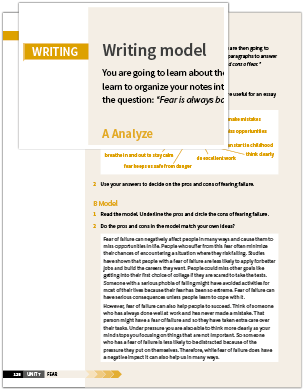 WRITING
Writing model
You are going to learn about the
learn to organize your notes int
the question: "Fear is always ba
A Analyze
are then going to
paragraphs to answer
d cons of fear."
e useful for an essay
make mistakes
miss opportunities
start in childhood
breathe in and out to stay calm
do excellent work
think clearly
fear keeps us safe from danger
2 Use your answers to decide on the pros and cons of fearing failure.
B Model
1 Read the model. Underline the pros and circle the cons of fearing failure.
2 Do the pros and cons in the model match your own ideas?
Fear of failure can negatively affect people in many ways and cause them to
miss opportunities in life. People who suffer from this fear often minimize
their chances of encountering a situation where they risk failing. Studies
have shown that people with a fear of failure are less likely to apply for better
jobs and build the careers they want. People could miss other goals like
getting into their first choice of college if they are scared to take the tests.
Someone with a serious phobia of failing might have avoided activities for
most of their lives because their fear has been so extreme. Fear of failure can
have serious consequences unless people learn to cope with it.
However, fear of failure can also help people to succeed. Think of someone
who has always done well at work and has never made a mistake. That
person might have a fear of failure and so they have taken extra care over
their tasks. Under pressure you are also able to think more clearly as your
mind stops you focusing on things that are not important. So someone
who has a fear of failure is less likely to be distracted because of the
pressure they put on themselves. Therefore, while fear of failure does have
a negative impact it can also help us in many ways.
UNIT 9 FEAR